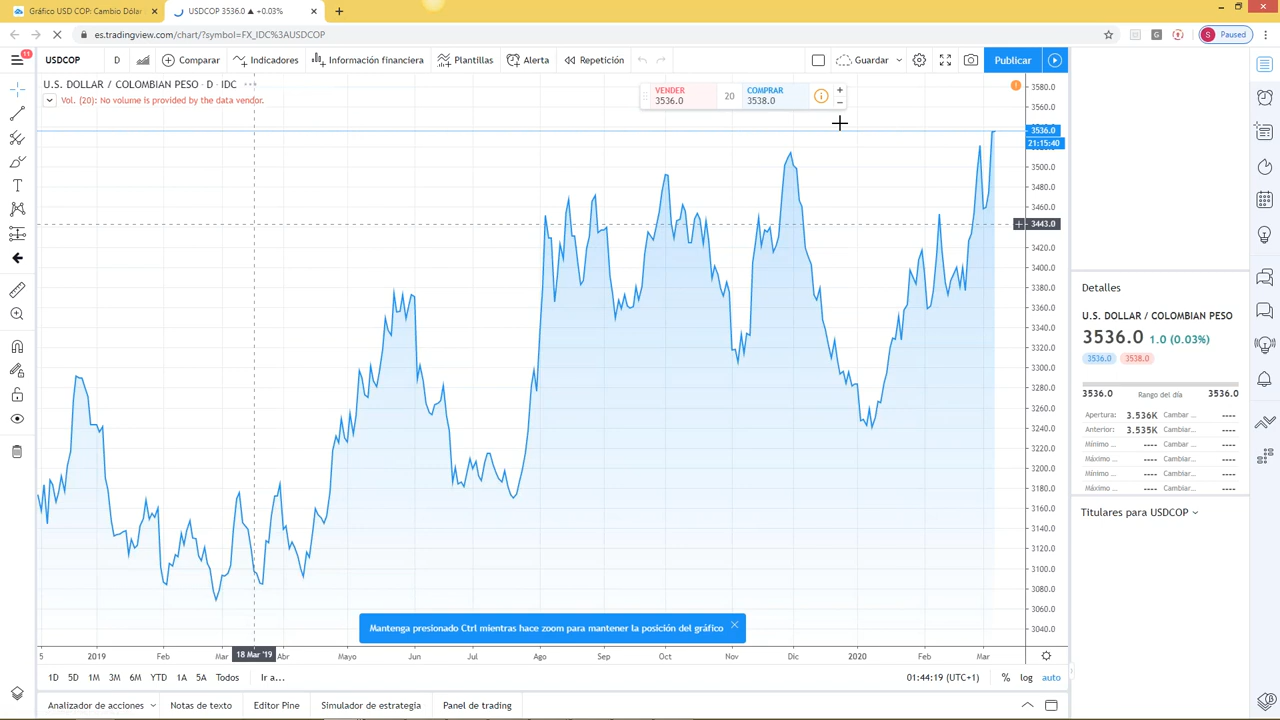 Gráfico USD COP: Cambio Dólar
USDCOP 3536.0 ▲ +0.03%
es.tradingview.com/chart/?symbol=FX_IDC%3AUSDCOP
G
S Paused
11
USDCOP D Comparar Indicadores Información financiera Plantillas Alerta Repetición Guardar Publicar
U.S. DOLLAR / COLOMBIAN PESO - D - IDC
Vol. (20): No volume is provided by the data vendor.
VENDER
3536.0
20
COMPRAR
3538.0
3580.0
3560.0
3536.0
21:15:40
3500.0
3480.0
3460.0
3443.0
3420.0
3400.0
3380.0
3360.0
3340.0
3320.0
3300.0
3280.0
3260.0
3240.0
3220.0
3200.0
3180.0
3160.0
3140.0
3120.0
3100.0
3080.0
3060.0
3040.0
Mantenga presionado Ctrl mientras hace zoom para mantener la posición del gráfico
5 2019 Feb Mar 18 Mar '19 Abr Mayo Jun Jul Ago Sep Oct Nov Dic 2020 Feb Mar
1D 5D 1M 3M 6M YTD 1A 5A Todos Ir a... 01:44:19 (UTC+1) % log auto
Analizador de acciones Notas de texto Editor Pine Simulador de estrategia Panel de trading
Detalles
U.S. DOLLAR / COLOMBIAN PESO
3536.0 1.0 (0.03%)
3536.0 3538.0
3536.0 Rango del día 3536.0
Apertura: 3.536K Cambar ... ----
Anterior: 3.535K Cambiar... ----
Mínimo ... ---- Cambar ... ----
Máximo ... ---- Cambiar... ----
Mínimo ... ---- Cambiar... ----
Máximo ... ---- Cambiar... ----
Titulares para USDCOP